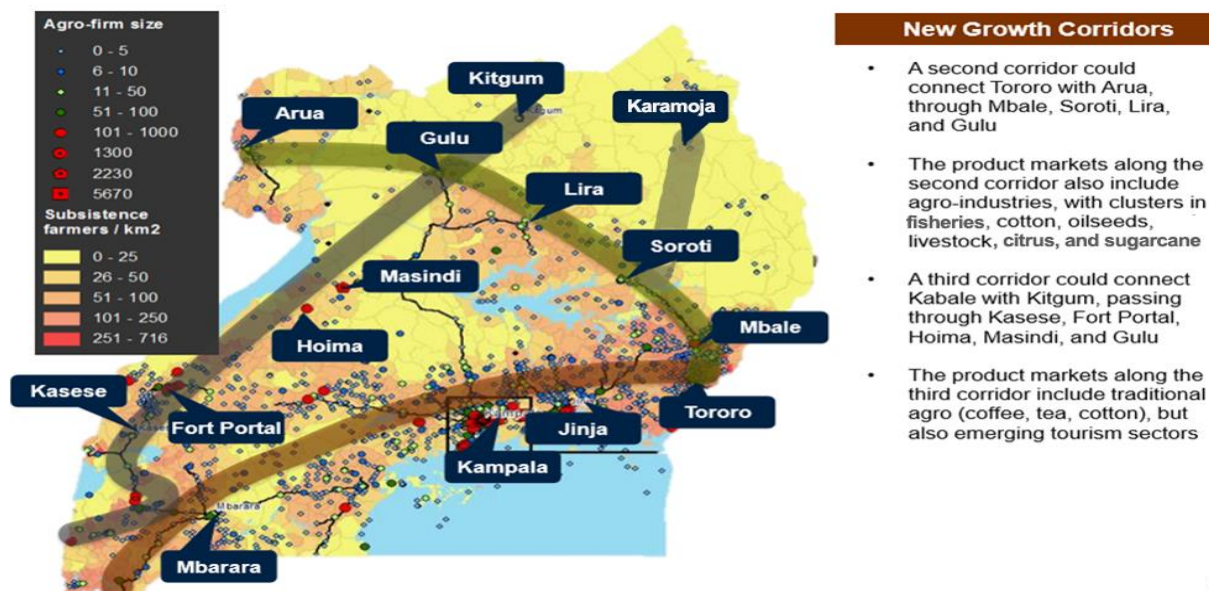 Agro-firm size
0 - 5
6 - 10
11 - 50
51 - 100
101 - 1000
1300
2230
5670
Subsistence
farmers / km2
0 - 25
26 - 50
51 - 100
101 - 250
251 - 716
Kitgum
Karamoja
Arua
Gulu
Lira
Soroti
Masindi
Mbale
Hoima
Kasese
Fort Portal
Tororo
Jinja
Kampala
Mbarara
Mbarara
New Growth Corridors
• A second corridor could
connect Tororo with Arua,
through Mbale, Soroti, Lira,
and Gulu
• The product markets along the
second corridor also include
agro-industries, with clusters in
fisheries, cotton, oilseeds,
livestock, citrus, and sugarcane
• A third corridor could connect
Kabale with Kitgum, passing
through Kasese, Fort Portal,
Hoima, Masindi, and Gulu
• The product markets along the
third corridor include traditional
agro (coffee, tea, cotton), but
also emerging tourism sectors